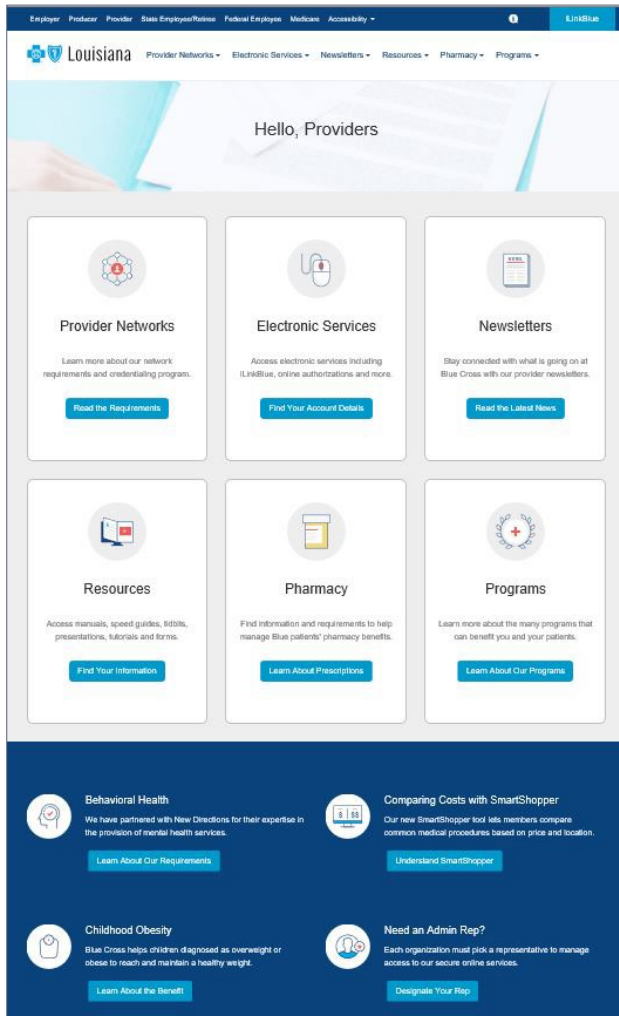 Employer Producer Provider State Employee/Retiree Federal Employee Medicare Accessibility
iLinkBlue
Louisiana Provider Networks Electronic Services Newsletters Resources Pharmacy Programs
Hello, Providers
Provider Networks
Learn more about our network
requirements and credentialing program.
Read the Requirements
Electronic Services
Access electronic services including
iLinkBlue, online authorizations and more.
Find Your Account Details
NEWS
Newsletters
Stay connected with what is going on at
Blue Cross with our provider newsletters.
Read the Latest News
Resources
Access manuals, speed guides, tidbits,
presentations, tutorials and forms.
Find Your Information
Pharmacy
Find information and requirements to help
manage Blue patients' pharmacy benefits.
Learn About Prescriptions
Programs
Learn more about the many programs that
can benefit you and your patients.
Learn About Our Programs
Behavioral Health
We have partnered with New Directions for their expertise in
the provision of mental health services.
Learn About Our Requirements
$ $$
Comparing Costs with SmartShopper
Our new SmartShopper tool lets members compare
common medical procedures based on price and location.
Understand SmartShopper
Childhood Obesity
Blue Cross helps children diagnosed as overweight or
obese to reach and maintain a healthy weight.
Learn About the Benefit
Need an Admin Rep?
Each organization must pick a representative to manage
access to our secure online services.
Designate Your Rep